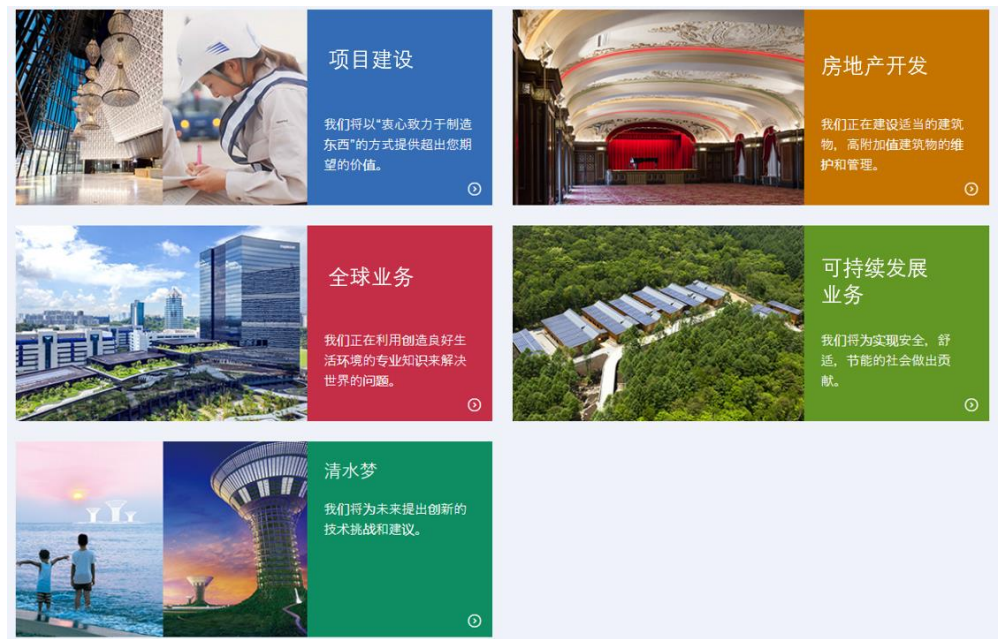 项目建设
我们将以“衷心致力于制造
东西”的方式提供超出您期
望的价值。
房地产开发
我们正在建设适当的建筑
物，高附加值建筑物的维
护和管理。
全球业务
我们正在利用创造良好生
活环境的专业知识来解决
世界的问题。
可持续发展
业务
我们将为实现安全，舒
适，节能的社会做出贡
献。
清水梦
我们将为未来提出创新的
技术挑战和建议。